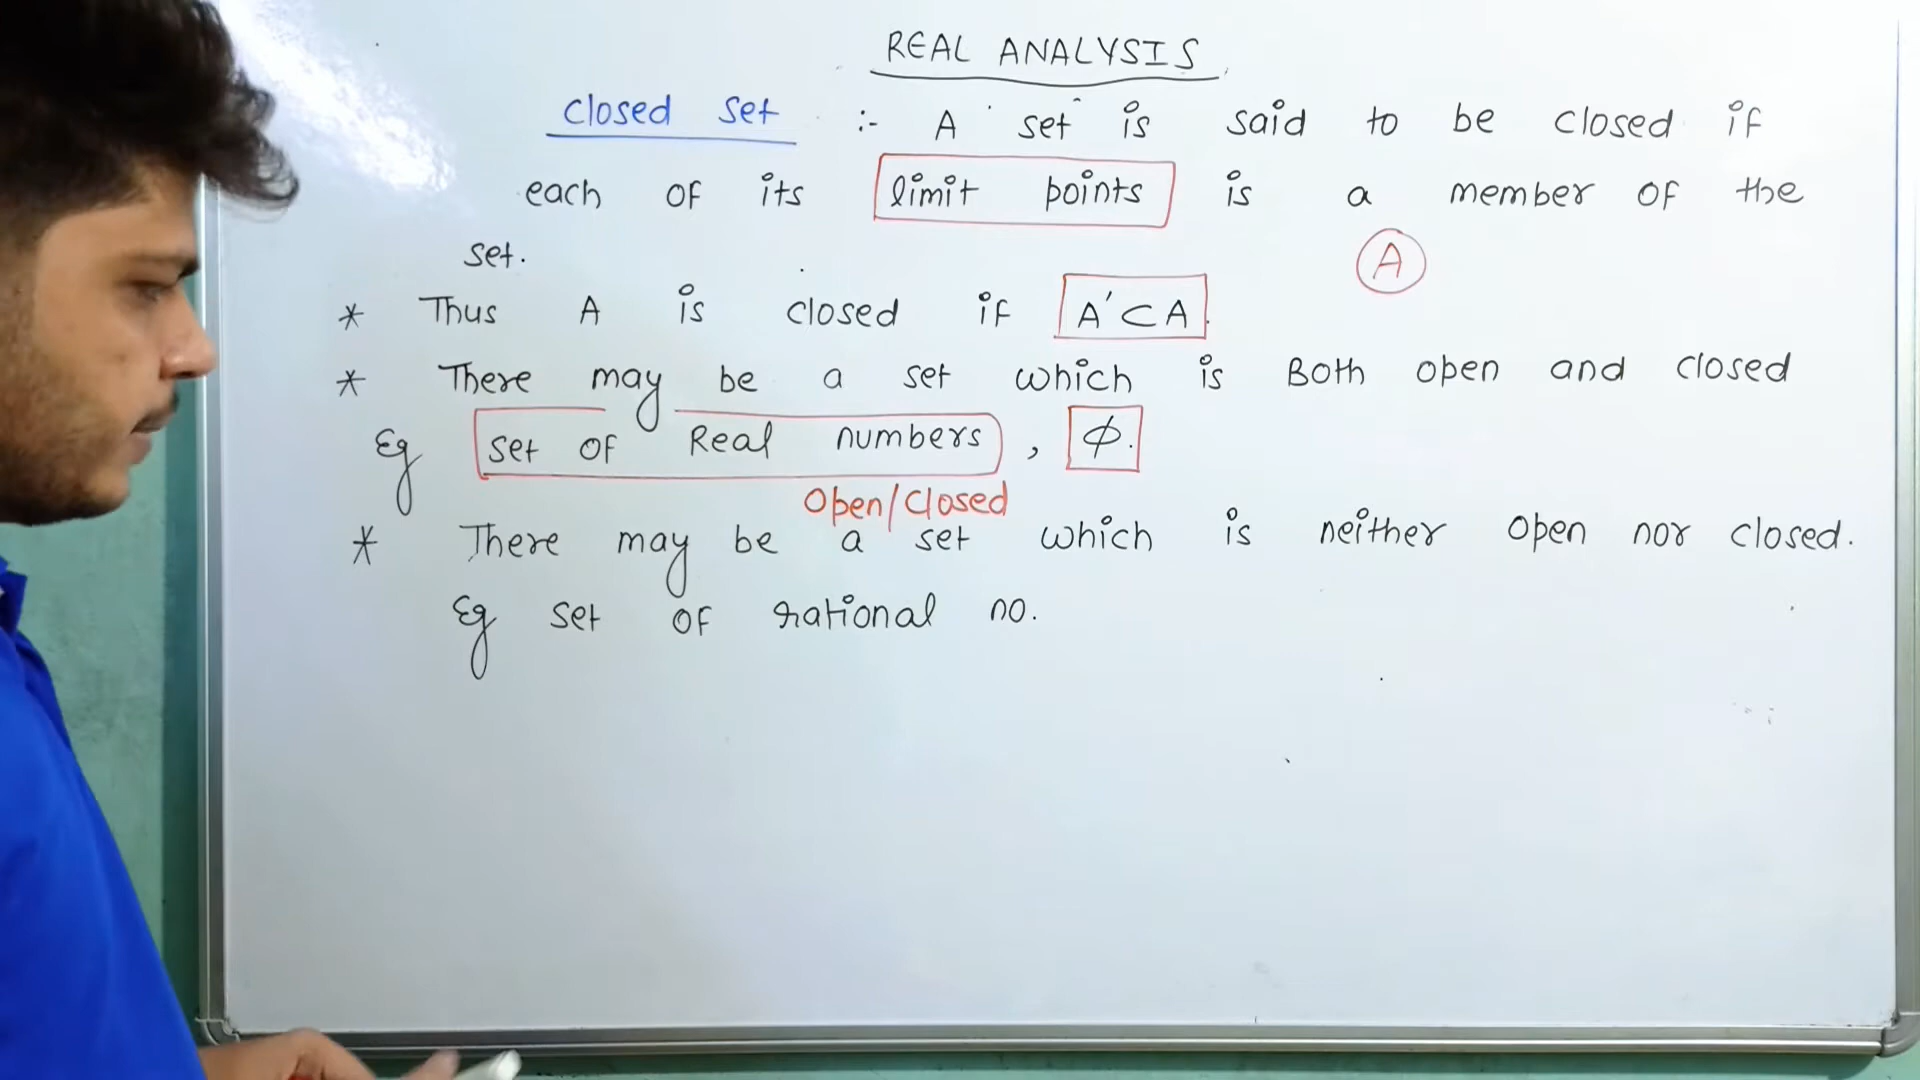 REAL ANALYSIS
closed set :- A set is said to be closed if
each of its limit points is a member of the
set.
A
* Thus A is closed if A' ⊂ A.
* There may be a set which is Both open and closed
Eg set of Real numbers, ϕ.
Open/Closed
* There may be a set which is neither open nor closed.
Eg set of rational no.